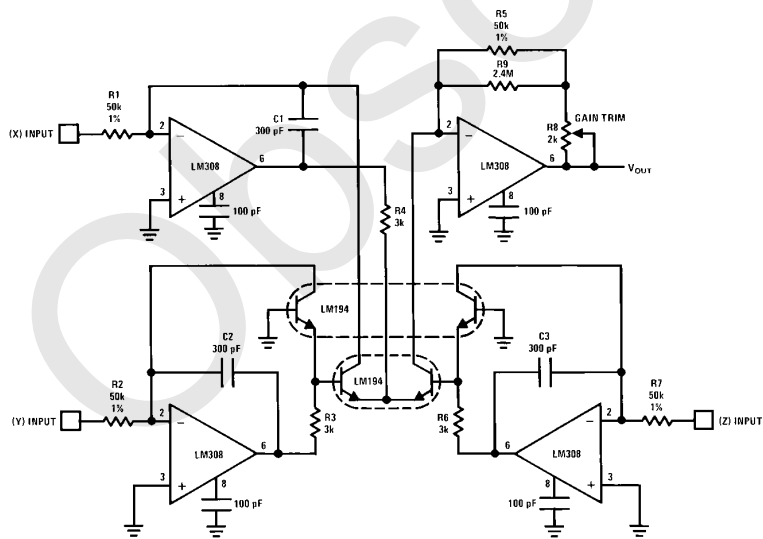 R5
50k
1%
R9
2.4M
R1
50k
1%
C1
300 pF
GAIN TRIM
R8
2k
(X) INPUT
2
−
LM308
6
3
+
8
100 pF
R4
3k
2
−
LM308
6
VOUT
3
+
8
100 pF
LM194
C2
300 pF
C3
300 pF
LM194
R2
50k
1%
R7
50k
1%
(Y) INPUT
2
−
LM308
6
3
+
8
100 pF
R3
3k
R6
3k
6
LM308
−
2
(Z) INPUT
8
+
3
100 pF
Obso